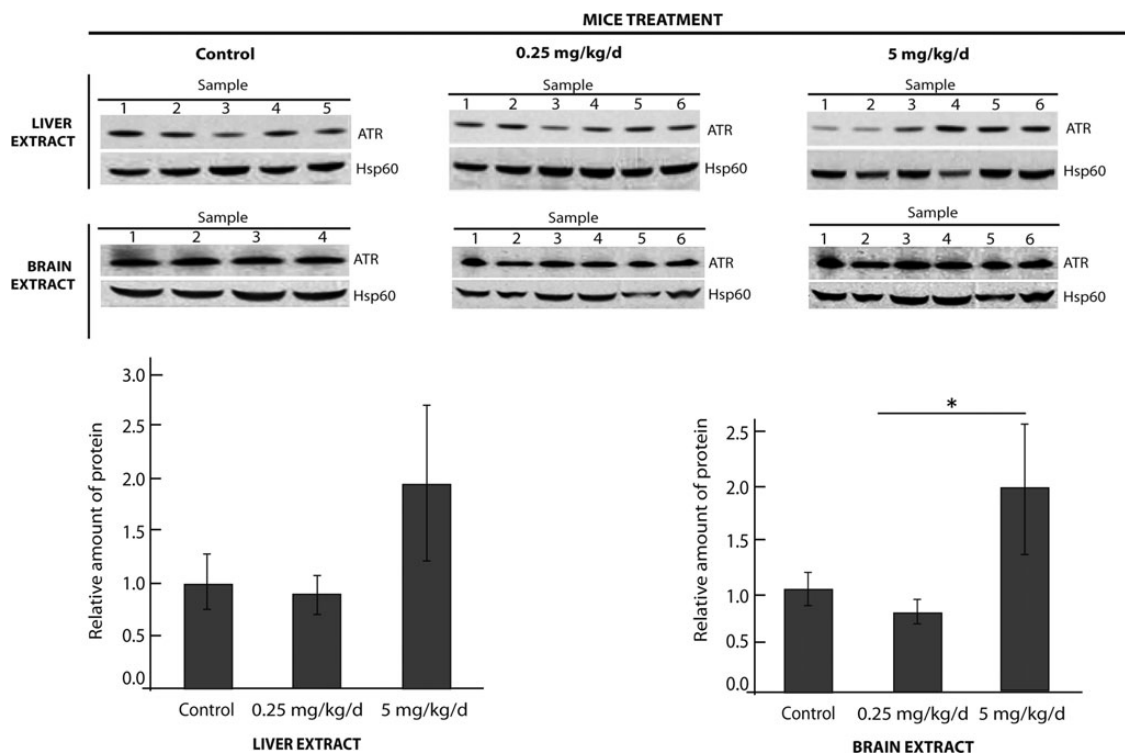 MICE TREATMENT
Control 0.25 mg/kg/d 5 mg/kg/d
Sample Sample Sample
1 2 3 4 5 1 2 3 4 5 6 1 2 3 4 5 6
LIVER EXTRACT
ATR ATR ATR
Hsp60 Hsp60 Hsp60
Sample Sample Sample
1 2 3 4 1 2 3 4 5 6 1 2 3 4 5 6
BRAIN EXTRACT
ATR ATR ATR
Hsp60 Hsp60 Hsp60
Relative amount of protein
3.0
2.5
2.0
1.5
1.0
0.5
0.0
Control 0.25 mg/kg/d 5 mg/kg/d
LIVER EXTRACT
Relative amount of protein
*
2.5
2.0
1.5
1.0
0.5
0.0
Control 0.25 mg/kg/d 5 mg/kg/d
BRAIN EXTRACT